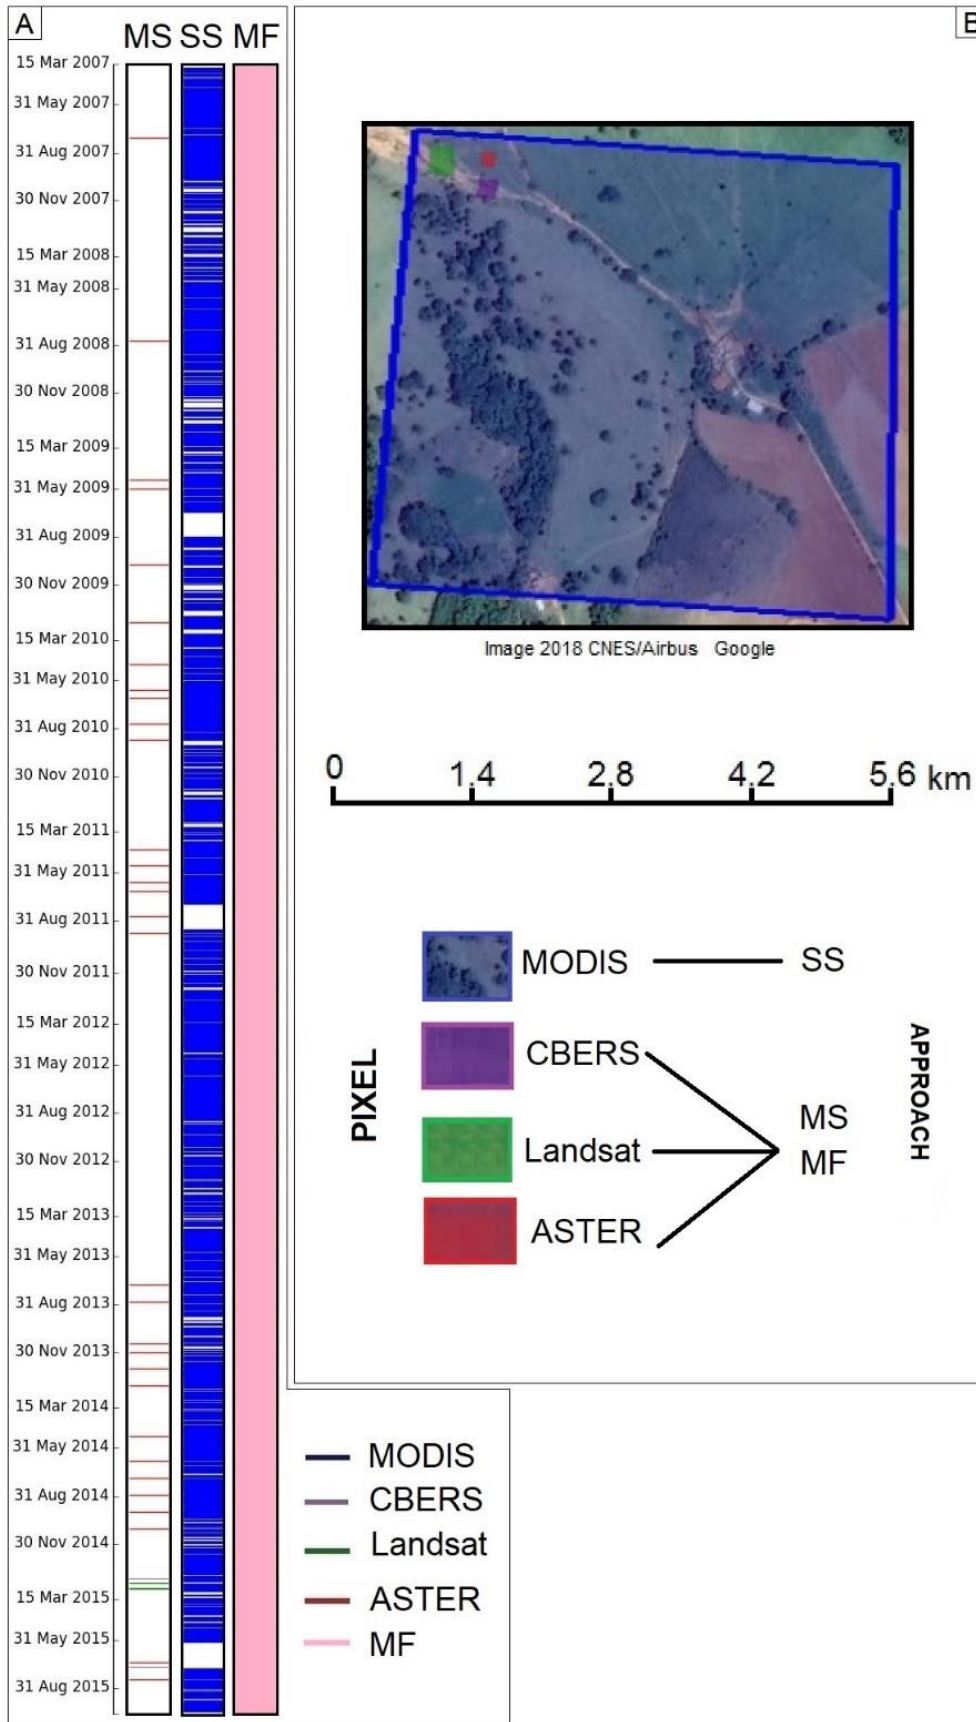 A
MS SS MF
15 Mar 2007
31 May 2007
31 Aug 2007
30 Nov 2007
15 Mar 2008
31 May 2008
31 Aug 2008
30 Nov 2008
15 Mar 2009
31 May 2009
31 Aug 2009
30 Nov 2009
15 Mar 2010
31 May 2010
31 Aug 2010
30 Nov 2010
15 Mar 2011
31 May 2011
31 Aug 2011
30 Nov 2011
15 Mar 2012
31 May 2012
31 Aug 2012
30 Nov 2012
15 Mar 2013
31 May 2013
31 Aug 2013
30 Nov 2013
15 Mar 2014
31 May 2014
31 Aug 2014
30 Nov 2014
15 Mar 2015
31 May 2015
31 Aug 2015
MODIS
CBERS
Landsat
ASTER
MF
B
Image 2018 CNES/Airbus Google
0 1.4 2.8 4.2 5.6 km
PIXEL
MODIS SS
CBERS
Landsat
ASTER
MS
MF
APPROACH